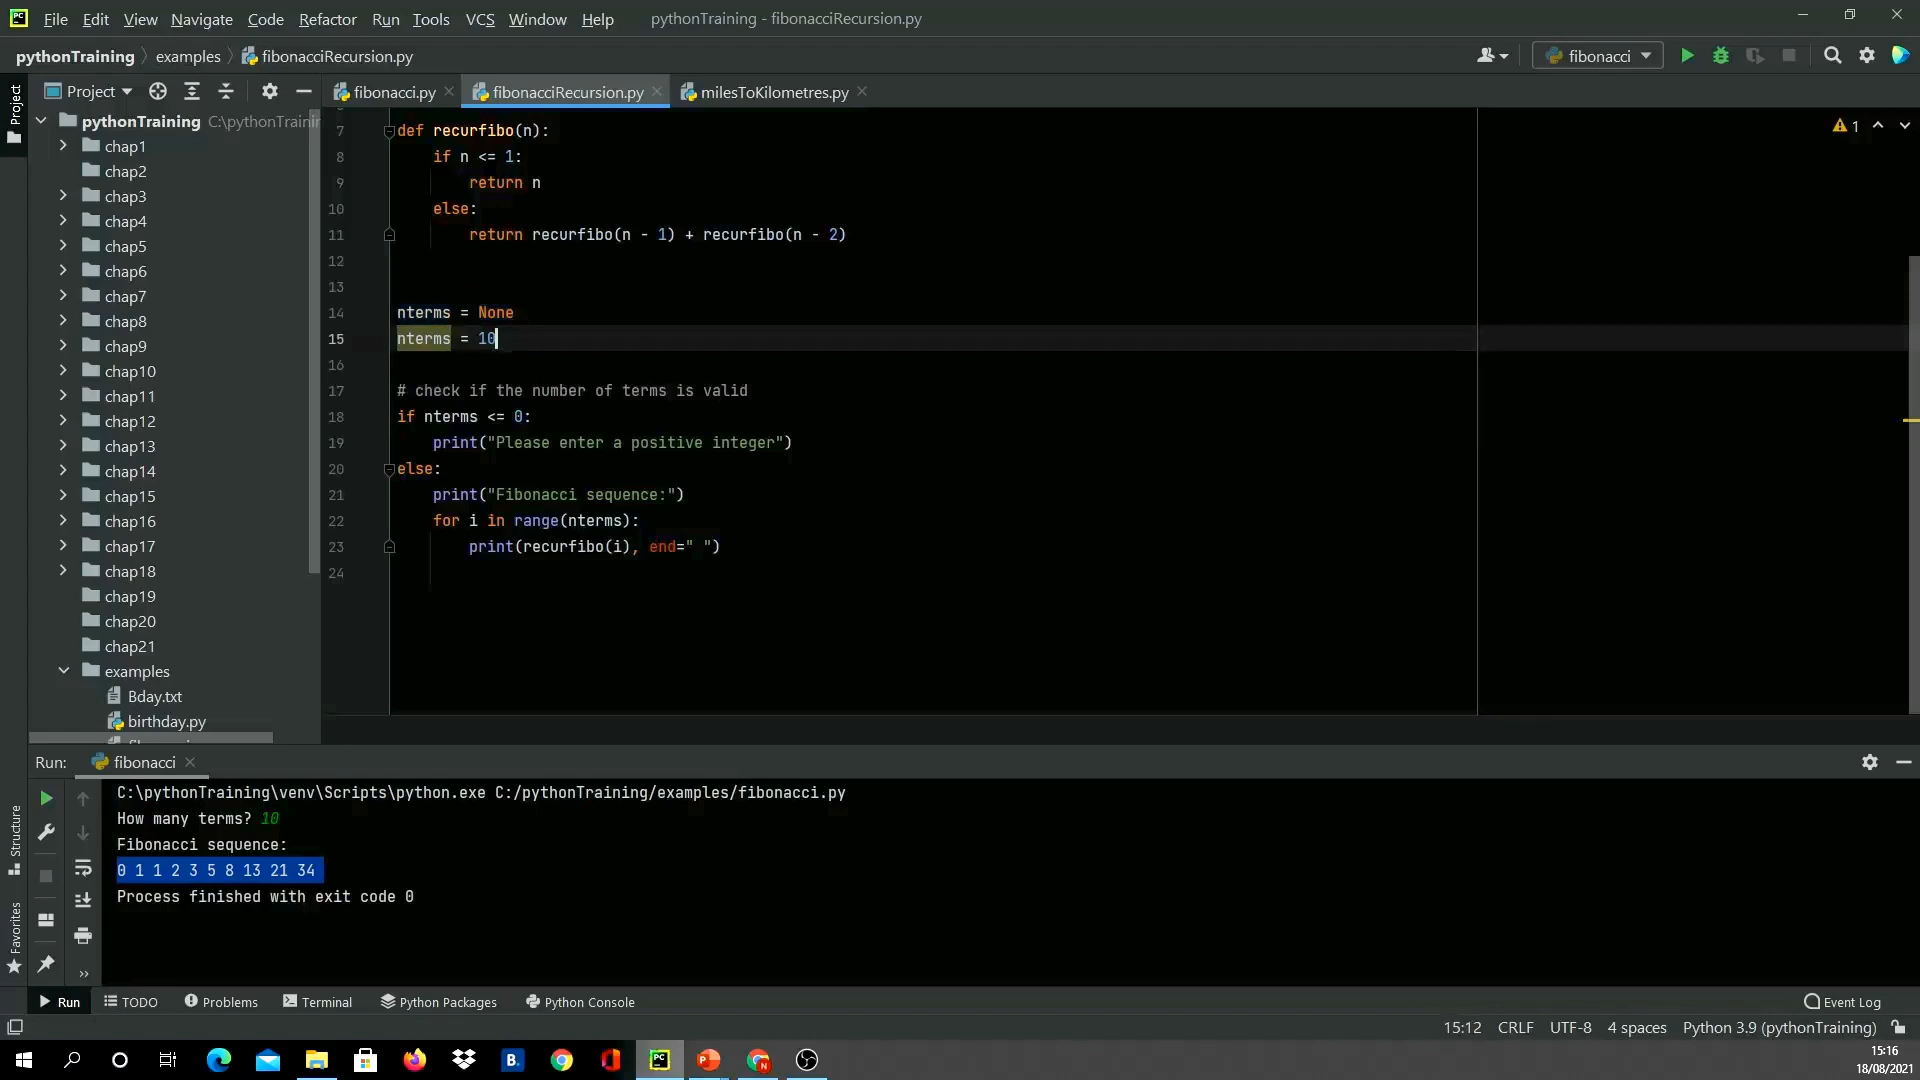 File Edit View Navigate Code Refactor Run Tools VCS Window Help pythonTraining - fibonacciRecursion.py
pythonTraining examples fibonacciRecursion.py fibonacci
Project
Project
fibonacci.py fibonacciRecursion.py milesToKilometres.py
pythonTraining C:\pythonTrainin
chap1
chap2
chap3
chap4
chap5
chap6
chap7
chap8
chap9
chap10
chap11
chap12
chap13
chap14
chap15
chap16
chap17
chap18
chap19
chap20
chap21
examples
Bday.txt
birthday.py
1
7 def recurfibo(n):
8 if n <= 1:
9 return n
10 else:
11 return recurfibo(n - 1) + recurfibo(n - 2)
12
13
14 nterms = None
15 nterms = 10
16
17 # check if the number of terms is valid
18 if nterms <= 0:
19 print("Please enter a positive integer")
20 else:
21 print("Fibonacci sequence:")
22 for i in range(nterms):
23 print(recurfibo(i), end=" ")
24
Run: fibonacci
C:\pythonTraining\venv\Scripts\python.exe C:/pythonTraining/examples/fibonacci.py
How many terms? 10
Fibonacci sequence:
0 1 1 2 3 5 8 13 21 34
Process finished with exit code 0
Structure
Favorites
Run TODO Problems Terminal Python Packages Python Console Event Log
15:12 CRLF UTF-8 4 spaces Python 3.9 (pythonTraining)
15:16
18/08/2021